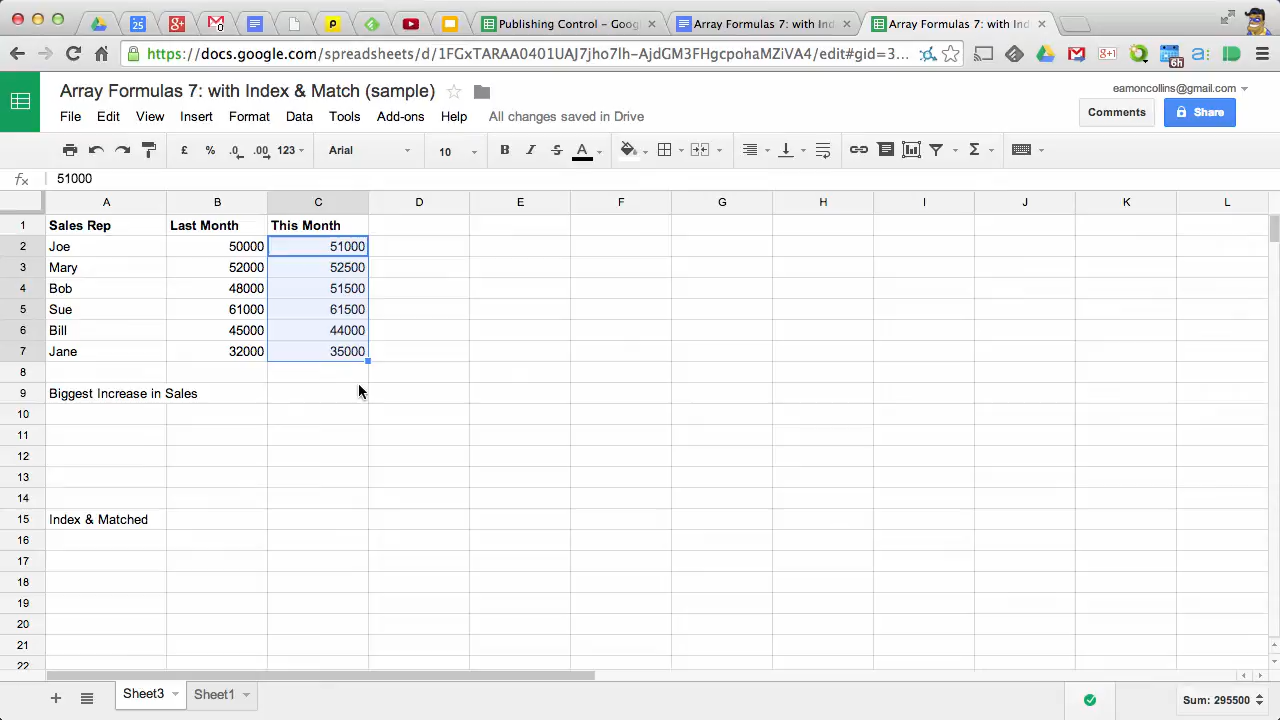 Publishing Control – Googl
Array Formulas 7: with Ind
Array Formulas 7: with Ind
https://docs.google.com/spreadsheets/d/1FGxTARAA0401UAJ7jho7lh-AjdGM3FHgcpohaMZiVA4/edit#gid=3...
Array Formulas 7: with Index & Match (sample)
eamoncollins@gmail.com
File Edit View Insert Format Data Tools Add-ons Help All changes saved in Drive
Comments Share
£ % .0 .00 123 Arial 10 B I S A Σ
fx 51000
A B C D E F G H I J K L
1 Sales Rep Last Month This Month
2 Joe 50000 51000
3 Mary 52000 52500
4 Bob 48000 51500
5 Sue 61000 61500
6 Bill 45000 44000
7 Jane 32000 35000
8
9 Biggest Increase in Sales
10
11
12
13
14
15 Index & Matched
16
17
18
19
20
21
22
+ Sheet3 Sheet1 Sum: 295500